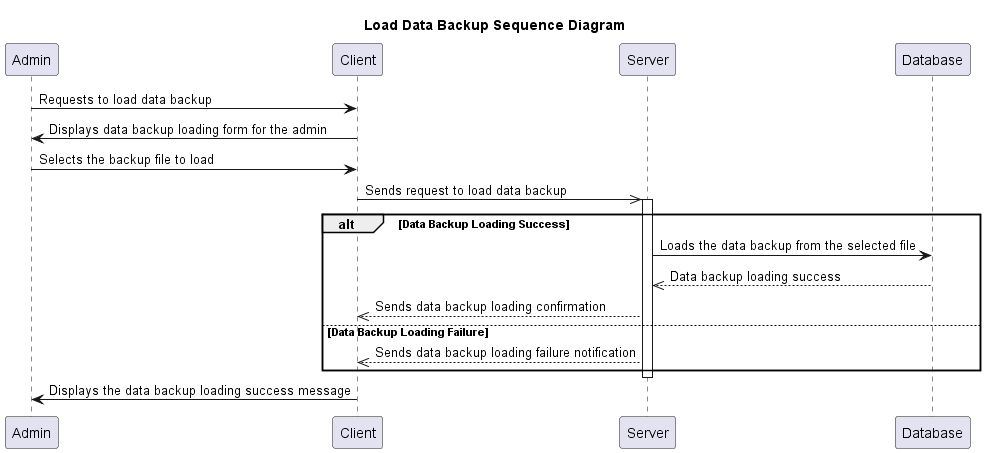 Load Data Backup Sequence Diagram
Admin Client Server Database
Requests to load data backup
Displays data backup loading form for the admin
Selects the backup file to load
Sends request to load data backup
alt [Data Backup Loading Success]
Loads the data backup from the selected file
Data backup loading success
Sends data backup loading confirmation
[Data Backup Loading Failure]
Sends data backup loading failure notification
Displays the data backup loading success message
Admin Client Server Database